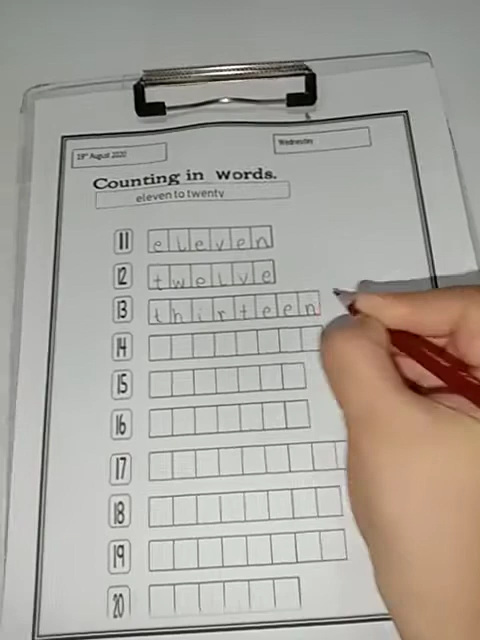 19th August 2020
Wednesday
Counting in Words.
eleven to twenty
11 eleven
12 twelve
13 thirteen
14
15
16
17
18
19
20